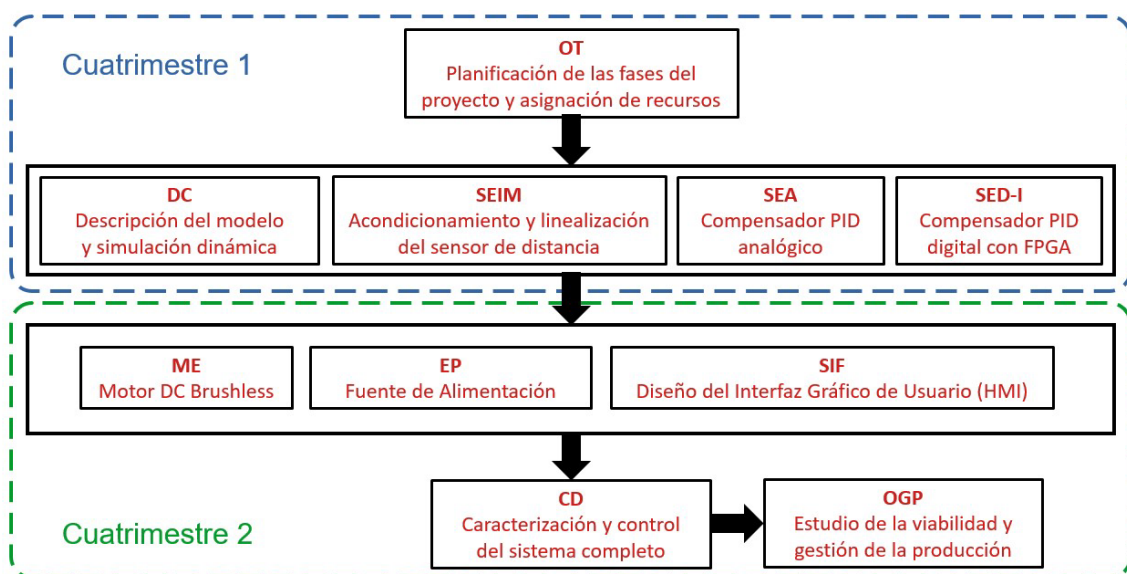 Cuatrimestre 1
OT
Planificación de las fases del
proyecto y asignación de recursos
DC
Descripción del modelo
y simulación dinámica
SEIM
Acondicionamiento y linealización
del sensor de distancia
SEA
Compensador PID
analógico
SED-I
Compensador PID
digital con FPGA
ME
Motor DC Brushless
EP
Fuente de Alimentación
SIF
Diseño del Interfaz Gráfico de Usuario (HMI)
Cuatrimestre 2
CD
Caracterización y control
del sistema completo
OGP
Estudio de la viabilidad y
gestión de la producción